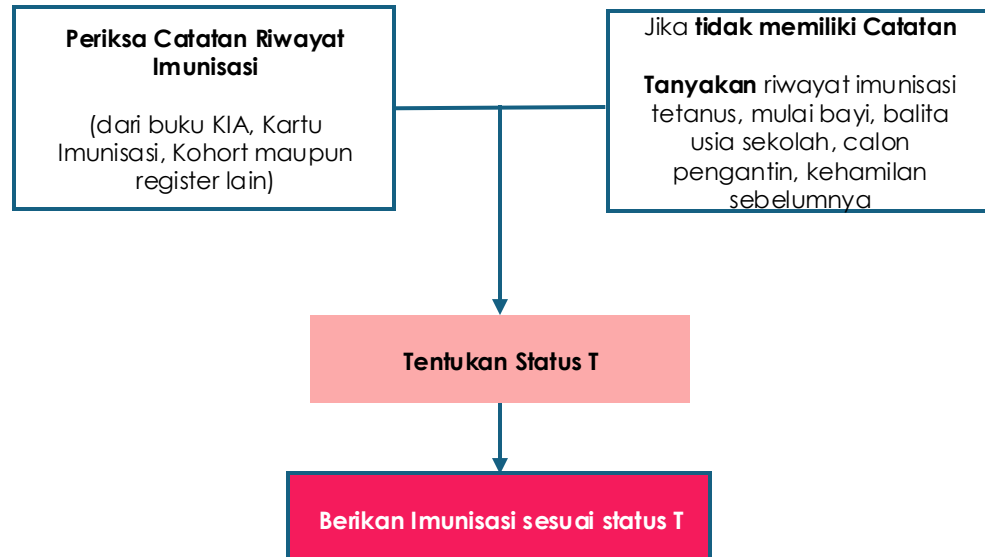 Periksa Catatan Riwayat
Imunisasi
(dari buku KIA, Kartu
Imunisasi, Kohort maupun
register lain)
Jika tidak memiliki Catatan
Tanyakan riwayat imunisasi
tetanus, mulai bayi, balita
usia sekolah, calon
pengantin, kehamilan
sebelumnya
Tentukan Status T
Berikan Imunisasi sesuai status T